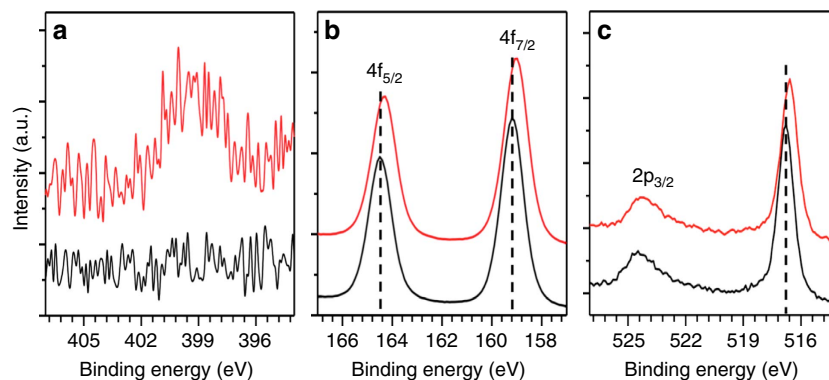 a
b
c
4f5/2
4f7/2
2p3/2
Intensity (a.u.)
405 402 399 396
166 164 162 160 158
525 522 519 516
Binding energy (eV)
Binding energy (eV)
Binding energy (eV)